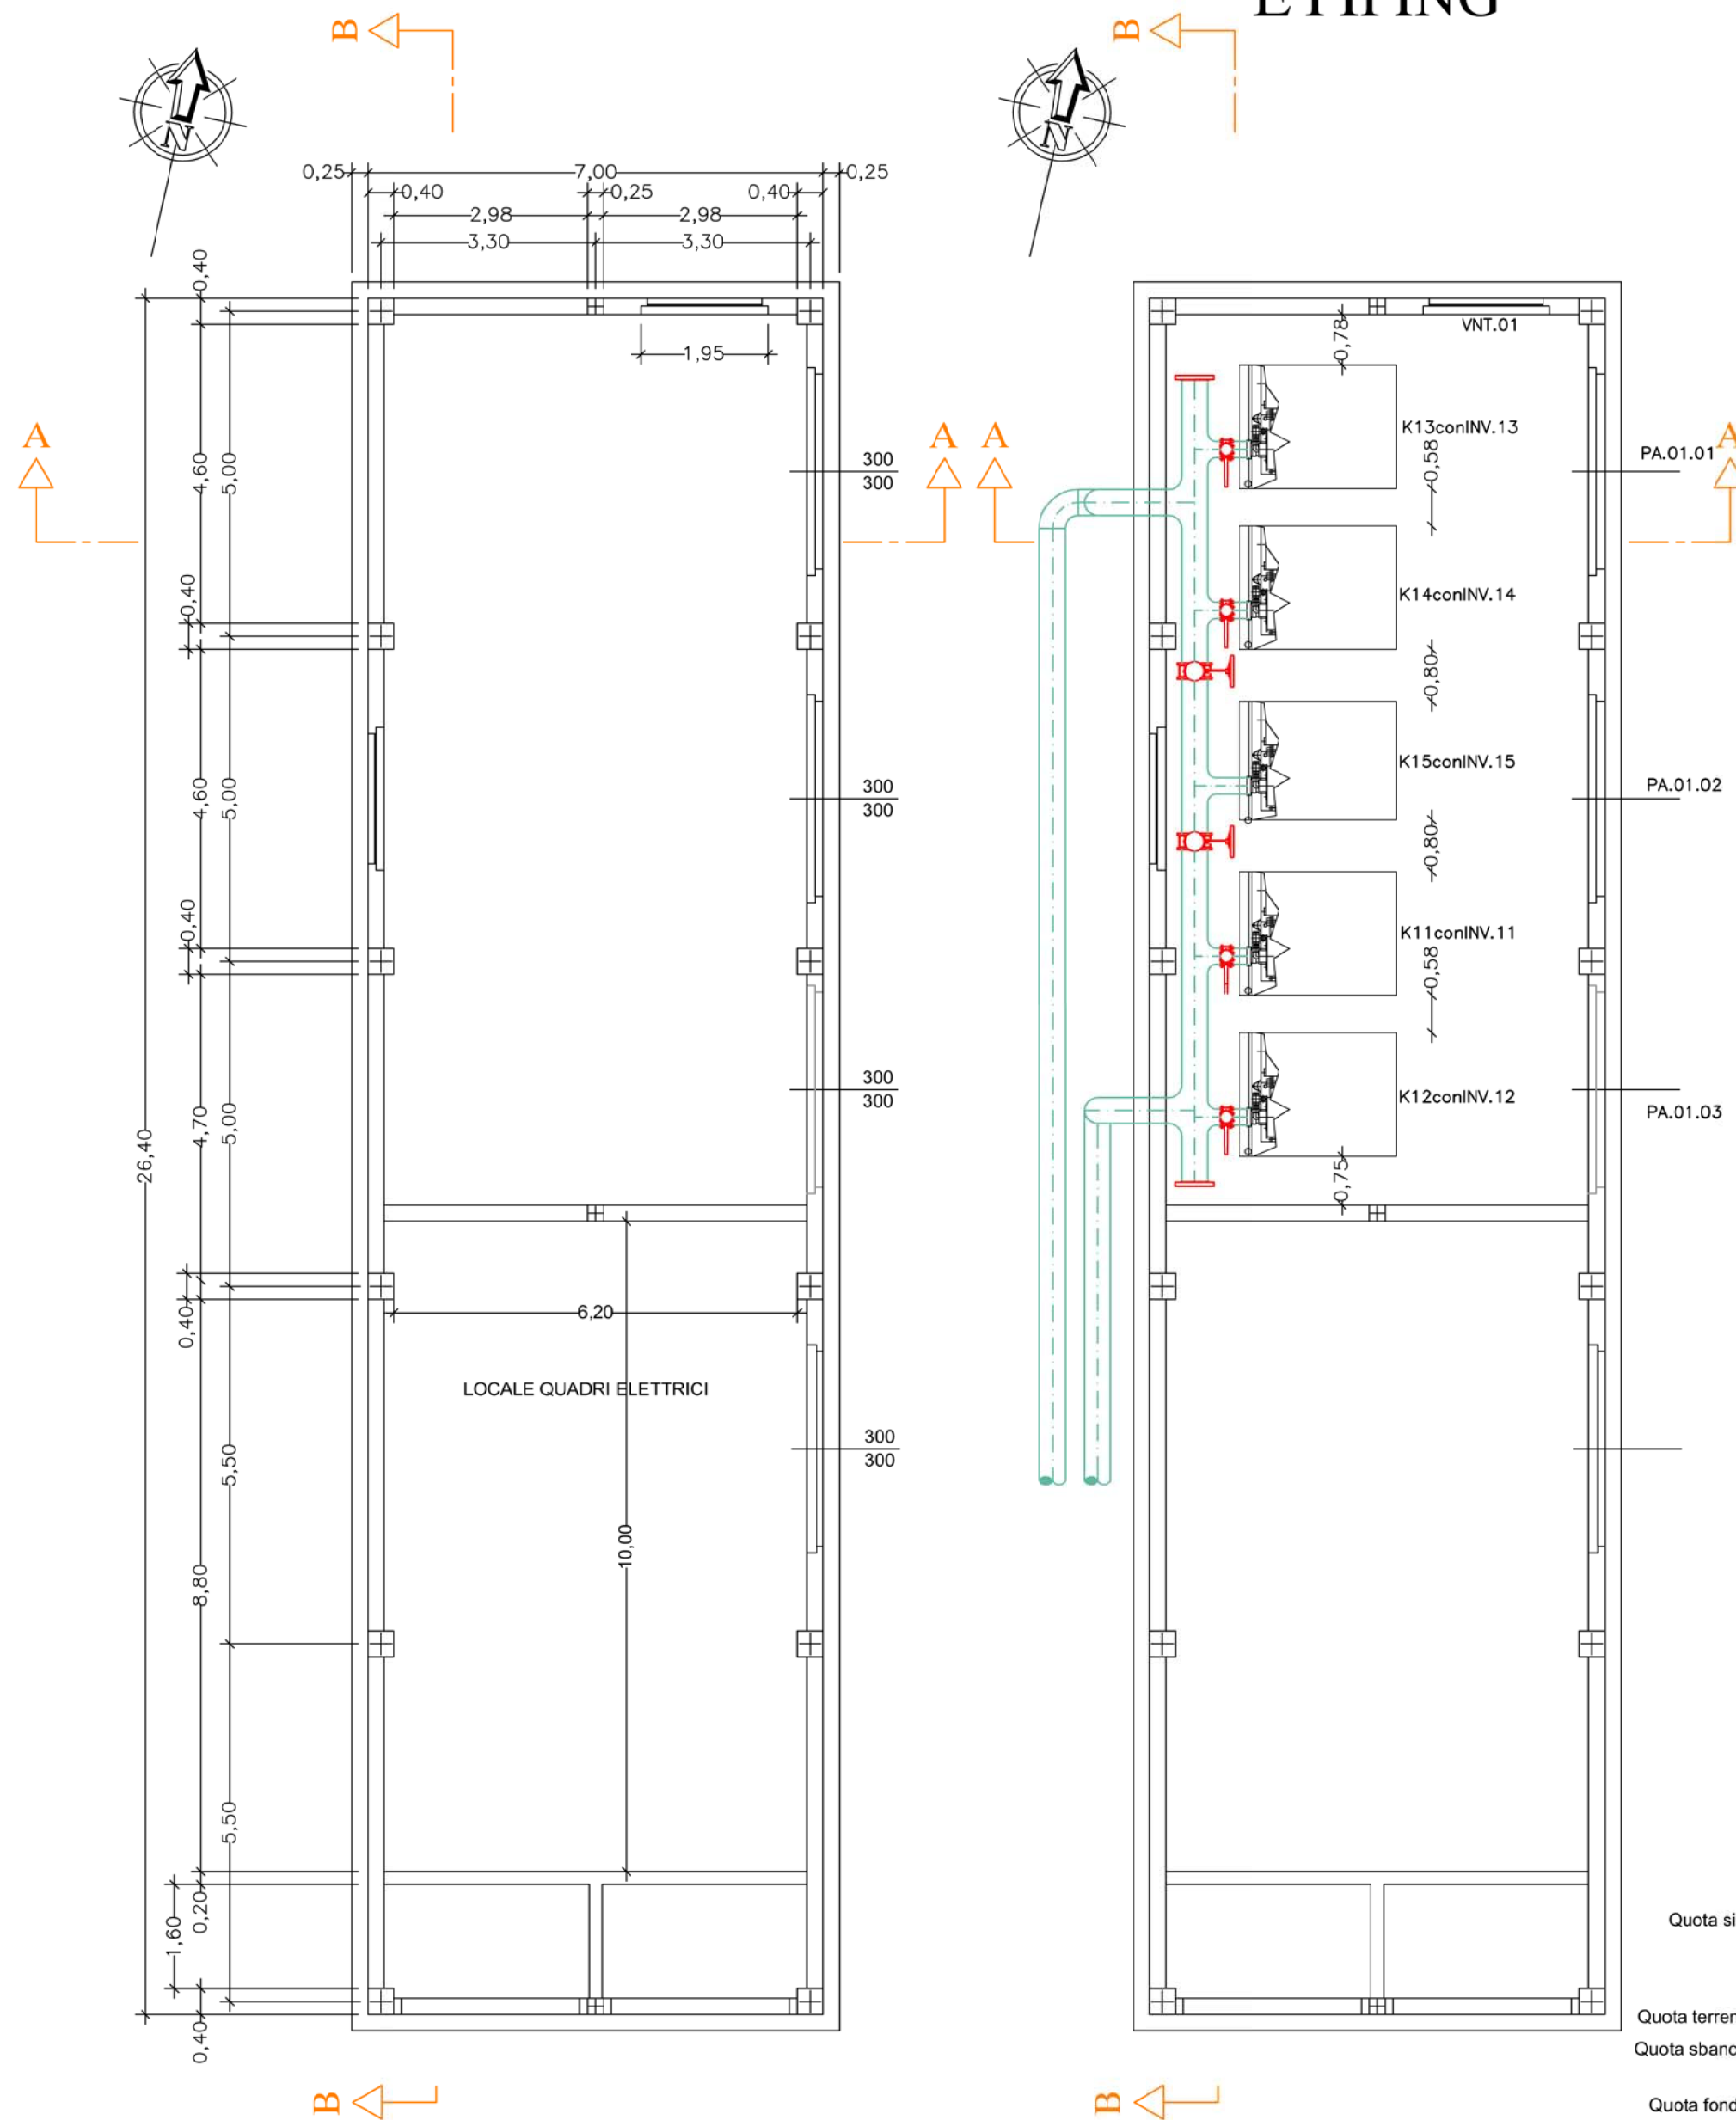 B
B
N
N
0,25
7,00
0,25
0,40
0,25
0,40
2,98
2,98
3,30
3,30
0,40
1,95
VNT.01
0,78
A
A
A
A
4,60
5,00
300
300
K13conINV.13
0,58
PA.01.01
0,40
K14conINV.14
0,80
4,60
5,00
300
300
K15conINV.15
PA.01.02
0,80
0,40
K11conINV.11
0,58
26,40
4,70
5,00
300
300
K12conINV.12
PA.01.03
0,75
0,40
6,20
LOCALE QUADRI ELETTRICI
5,50
300
300
10,00
8,80
5,50
1,60
0,20
0,40
Quota
Quota
Quota
Quota
B
B